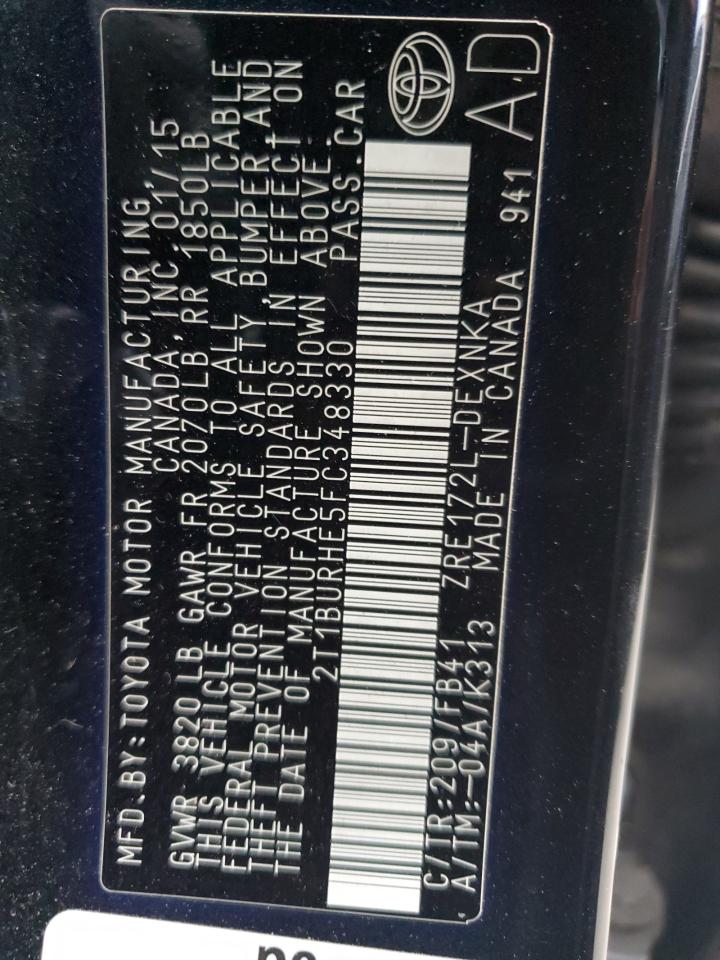 MFD.BY:TOYOTA MOTOR MANUFACTURING
CANADA, INC 01/15
GVWR 3820 LB GAWR FR 2070LB RR 1850LB
THIS VEHICLE CONFORMS TO ALL APPLICABLE
FEDERAL MOTOR VEHICLE SAFETY, BUMPER AND
THEFT PREVENTION STANDARDS IN EFFECT ON
THE DATE OF MANUFACTURE SHOWN ABOVE.
2T1BURHE5FC348330 PASS.CAR
C/TR:209/FB41 ZRE172L-DEXNKA
A/TM:-04A/K313 MADE IN CANADA 941
AD